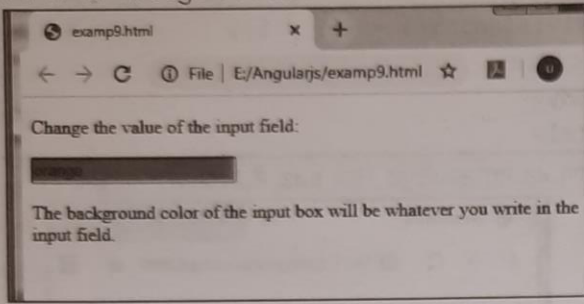 examp9.html
File | E:/Angularjs/examp9.html
Change the value of the input field:
orange
The background color of the input box will be whatever you write in the
input field.